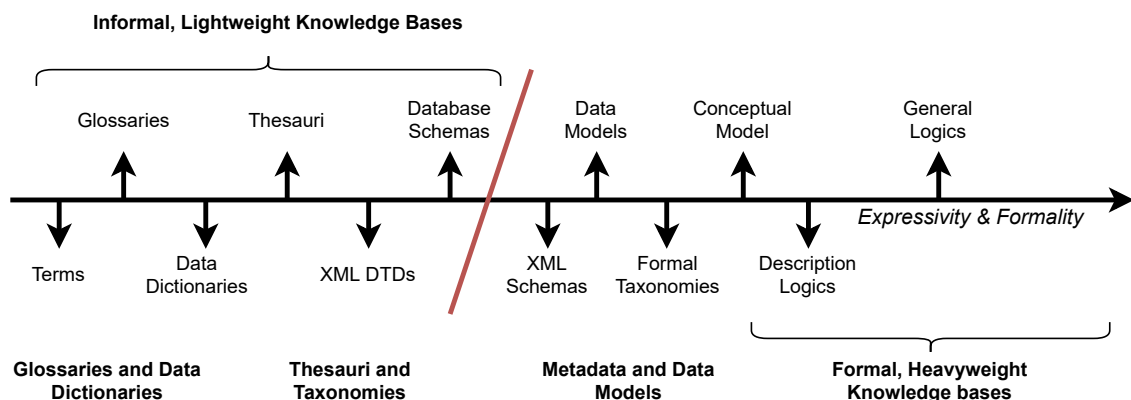 Informal, Lightweight Knowledge Bases
Glossaries
Thesauri
Database
Schemas
Data
Models
Conceptual
Model
General
Logics
Expressivity & Formality
Terms
Data
Dictionaries
XML DTDs
XML
Schemas
Formal
Taxonomies
Description
Logics
Glossaries and Data
Dictionaries
Thesauri and
Taxonomies
Metadata and Data
Models
Formal, Heavyweight
Knowledge bases